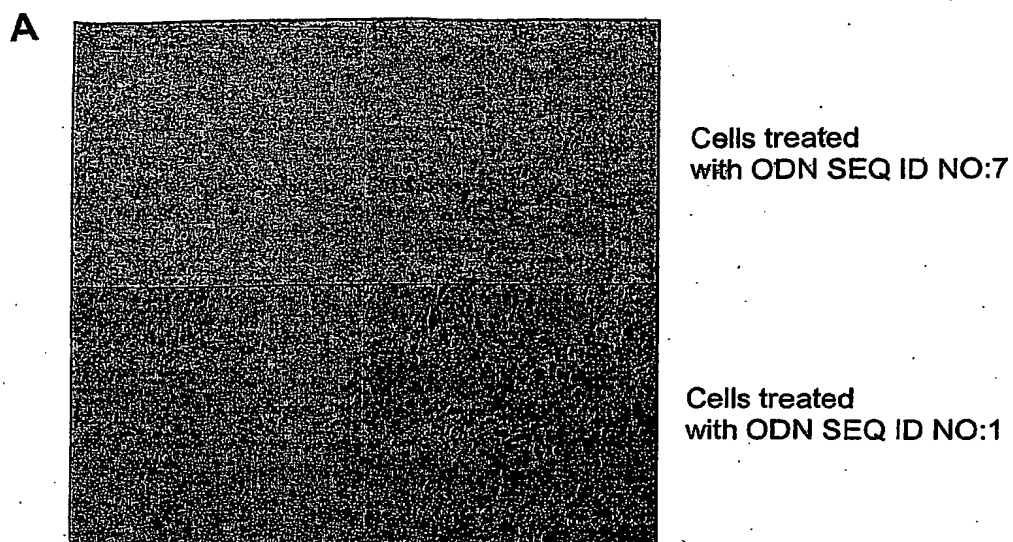 A
Cells treated
with ODN SEQ ID NO:7
Cells treated
with ODN SEQ ID NO:1